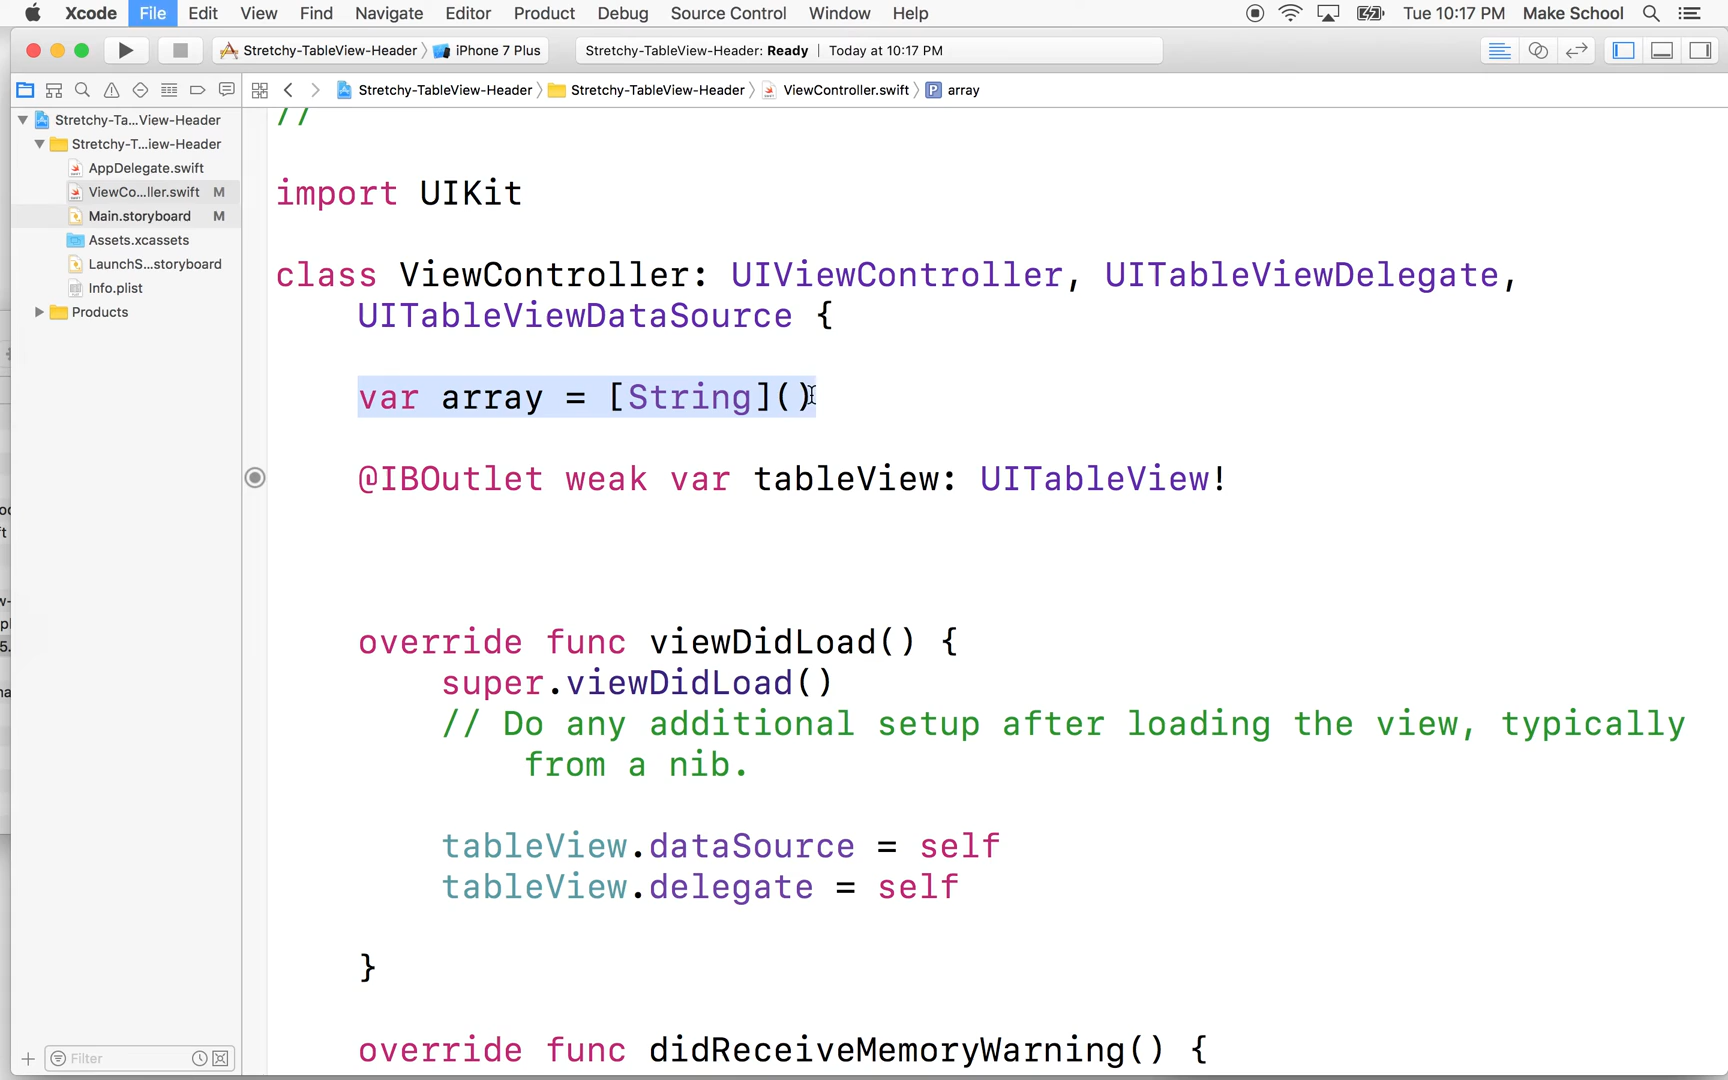 Xcode File Edit View Find Navigate Editor Product Debug Source Control Window Help Tue 10:17 PM Make School
Stretchy-TableView-Header iPhone 7 Plus Stretchy-TableView-Header: Ready Today at 10:17 PM
Stretchy-TableView-Header Stretchy-TableView-Header ViewController.swift P array
Stretchy-Ta...View-Header
Stretchy-T...iew-Header
AppDelegate.swift
ViewCo...ller.swift M
Main.storyboard M
Assets.xcassets
LaunchS...storyboard
Info.plist
Products
Filter
//
import UIKit
class ViewController: UIViewController, UITableViewDelegate,
UITableViewDataSource {
var array = [String]()
@IBOutlet weak var tableView: UITableView!
override func viewDidLoad() {
super.viewDidLoad()
// Do any additional setup after loading the view, typically
from a nib.
tableView.dataSource = self
tableView.delegate = self
}
override func didReceiveMemoryWarning() {